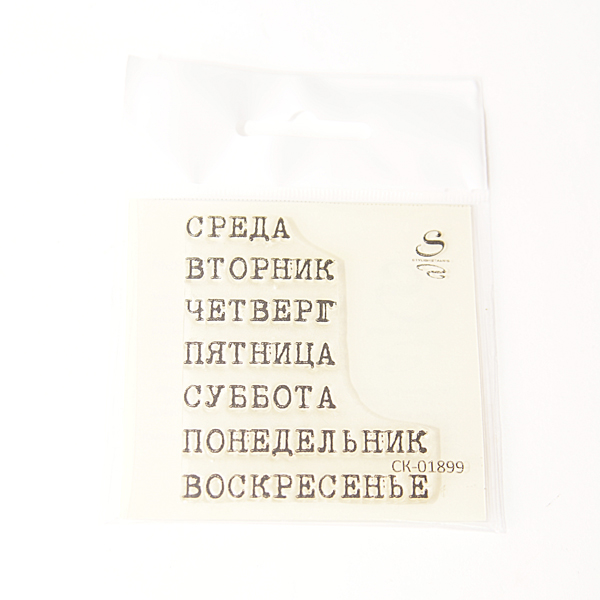 СРЕДА
S
ВТОРНИК
ЧЕТВЕРГ
ПЯТНИЦА
СУББОТА
ПОНЕДЕЛЬНИК
СК-01899
ВОСКРЕСЕНЬЕ